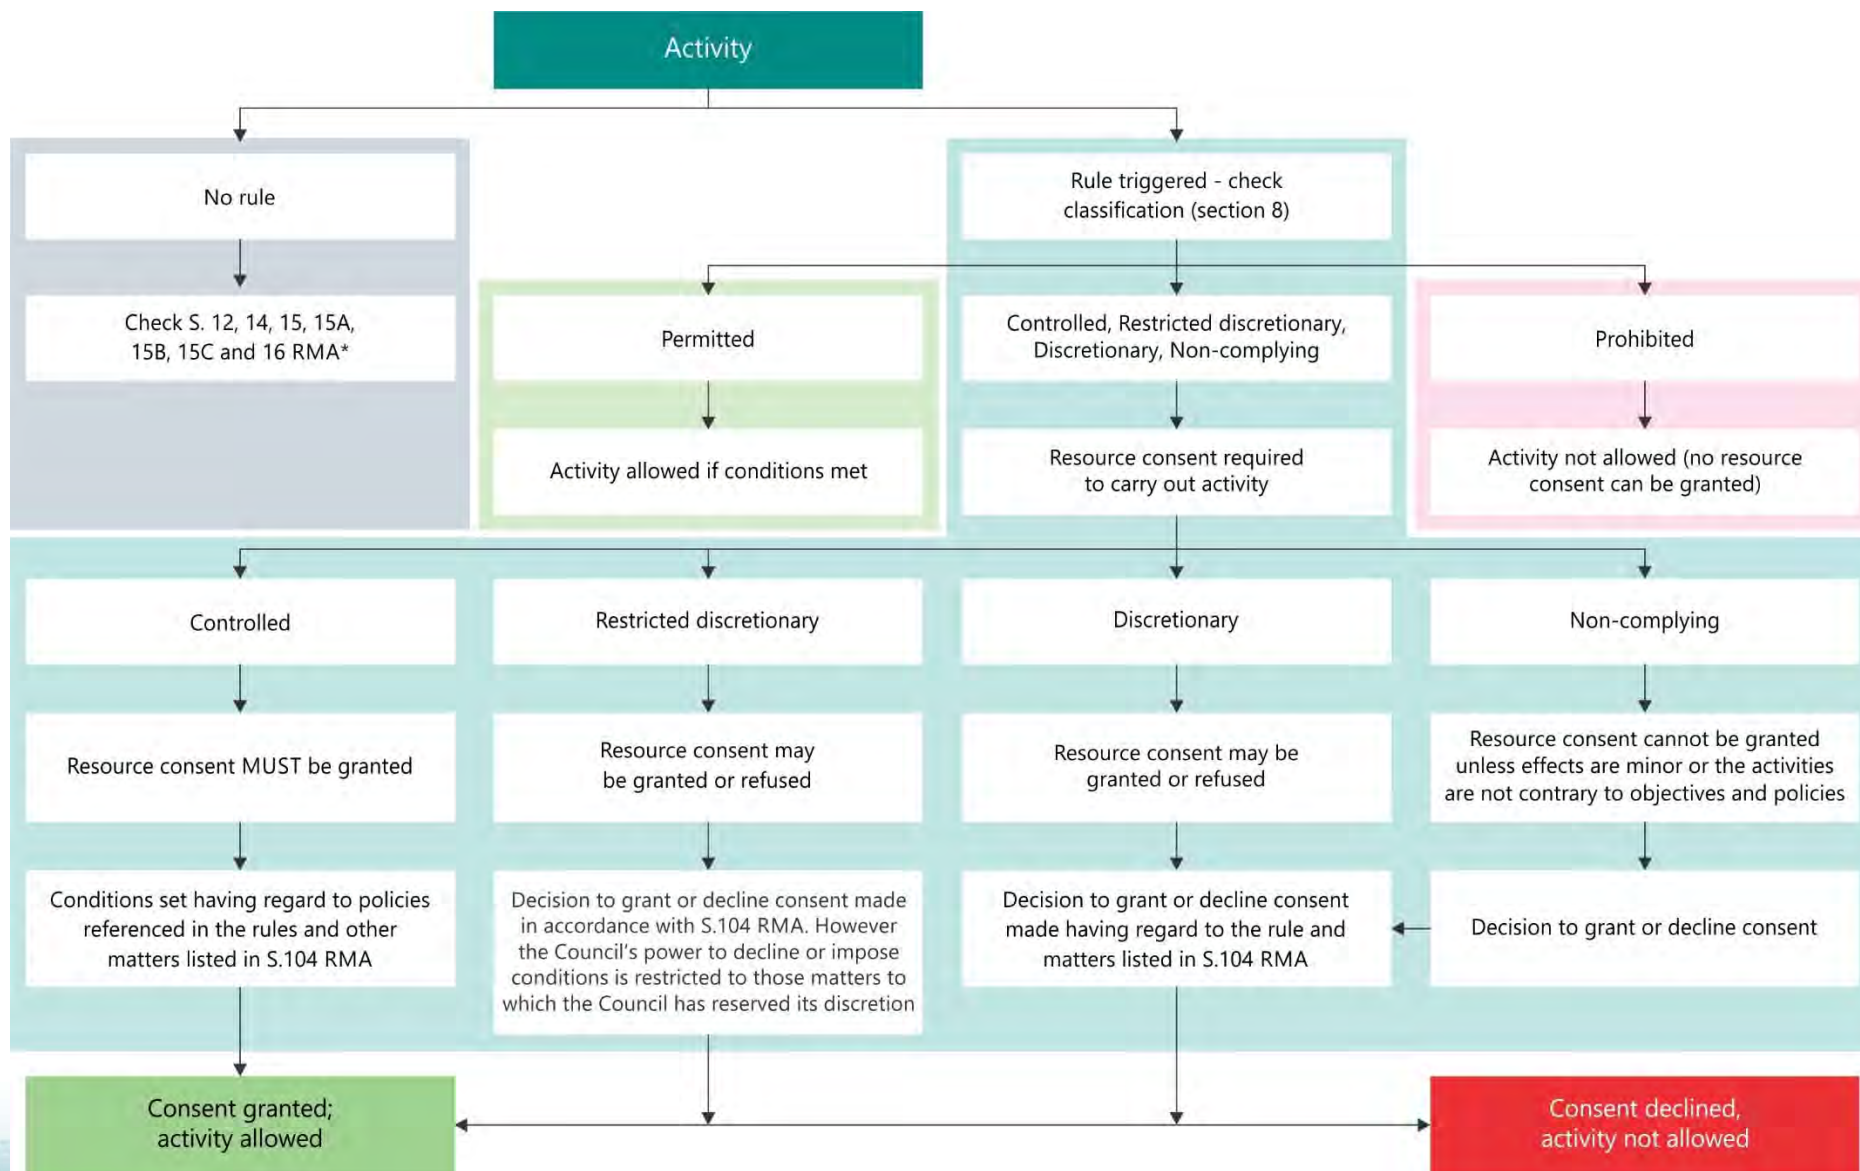 Activity
No rule
Rule triggered - check
classification (section 8)
Check S. 12, 14, 15, 15A,
15B, 15C and 16 RMA*
Permitted
Controlled, Restricted discretionary,
Discretionary, Non-complying
Prohibited
Activity allowed if conditions met
Resource consent required
to carry out activity
Activity not allowed (no resource
consent can be granted)
Controlled
Restricted discretionary
Discretionary
Non-complying
Resource consent MUST be granted
Resource consent may
be granted or refused
Resource consent may be
granted or refused
Resource consent cannot be granted
unless effects are minor or the activities
are not contrary to objectives and policies
Conditions set having regard to policies
referenced in the rules and other
matters listed in S.104 RMA
Decision to grant or decline consent made
in accordance with S.104 RMA. However
the Council's power to decline or impose
conditions is restricted to those matters to
which the Council has reserved its discretion
Decision to grant or decline consent
made having regard to the rule and
matters listed in S.104 RMA
Decision to grant or decline consent
Consent granted;
activity allowed
Consent declined,
activity not allowed